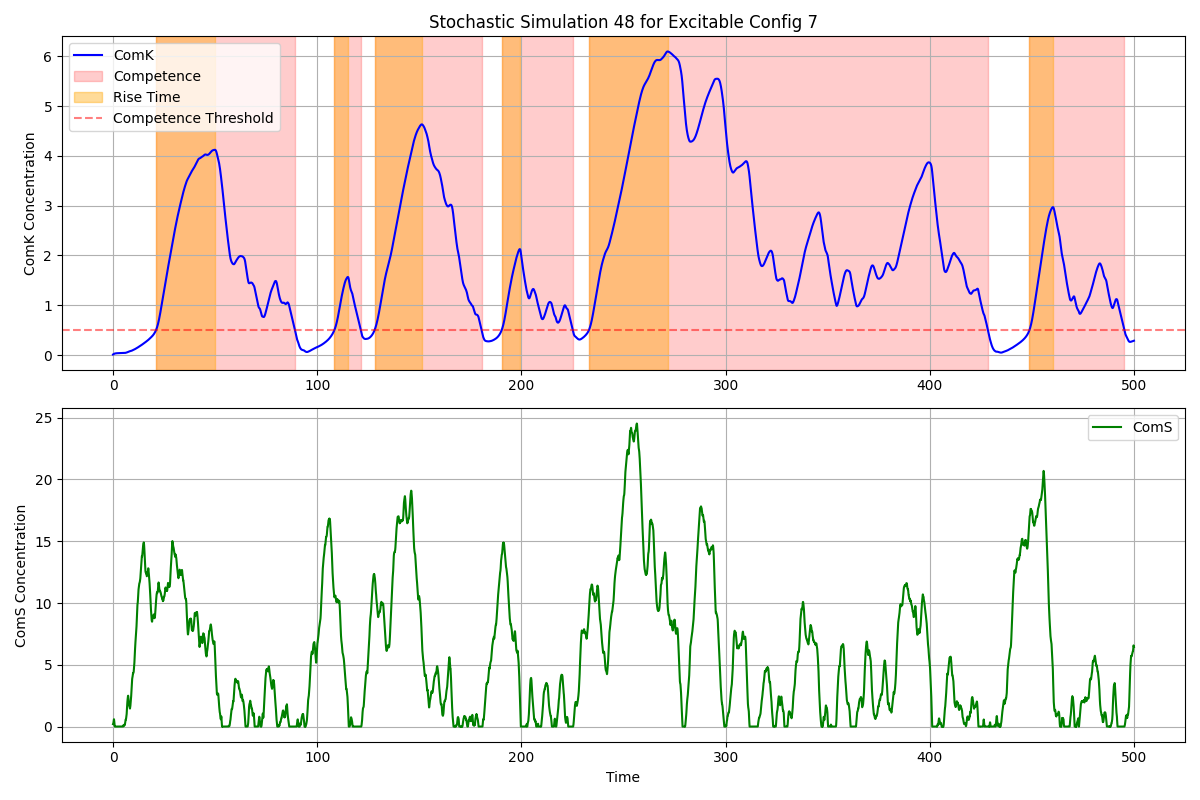 Stochastic Simulation 48 for Excitable Config 7
ComK Concentration
6
5
4
3
2
1
0
ComK
Competence
Rise Time
Competence Threshold
0 100 200 300 400 500
ComS Concentration
25
20
15
10
5
0
ComS
0 100 200 300 400 500
Time